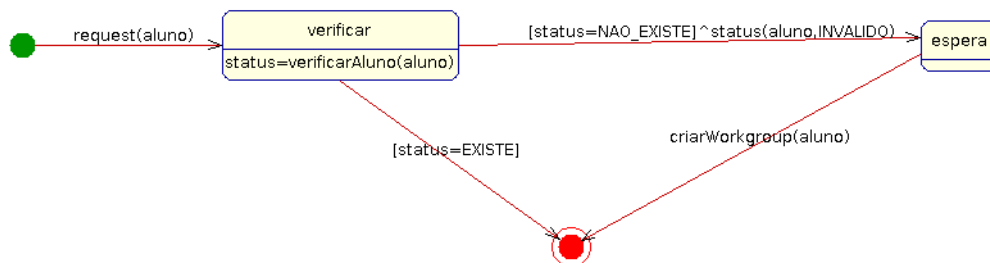 request(aluno)
verificar
status=verificarAluno(aluno)
[status=NAO_EXISTE]^status(aluno,INVALIDO)
espera
[status=EXISTE]
criarWorkgroup(aluno)